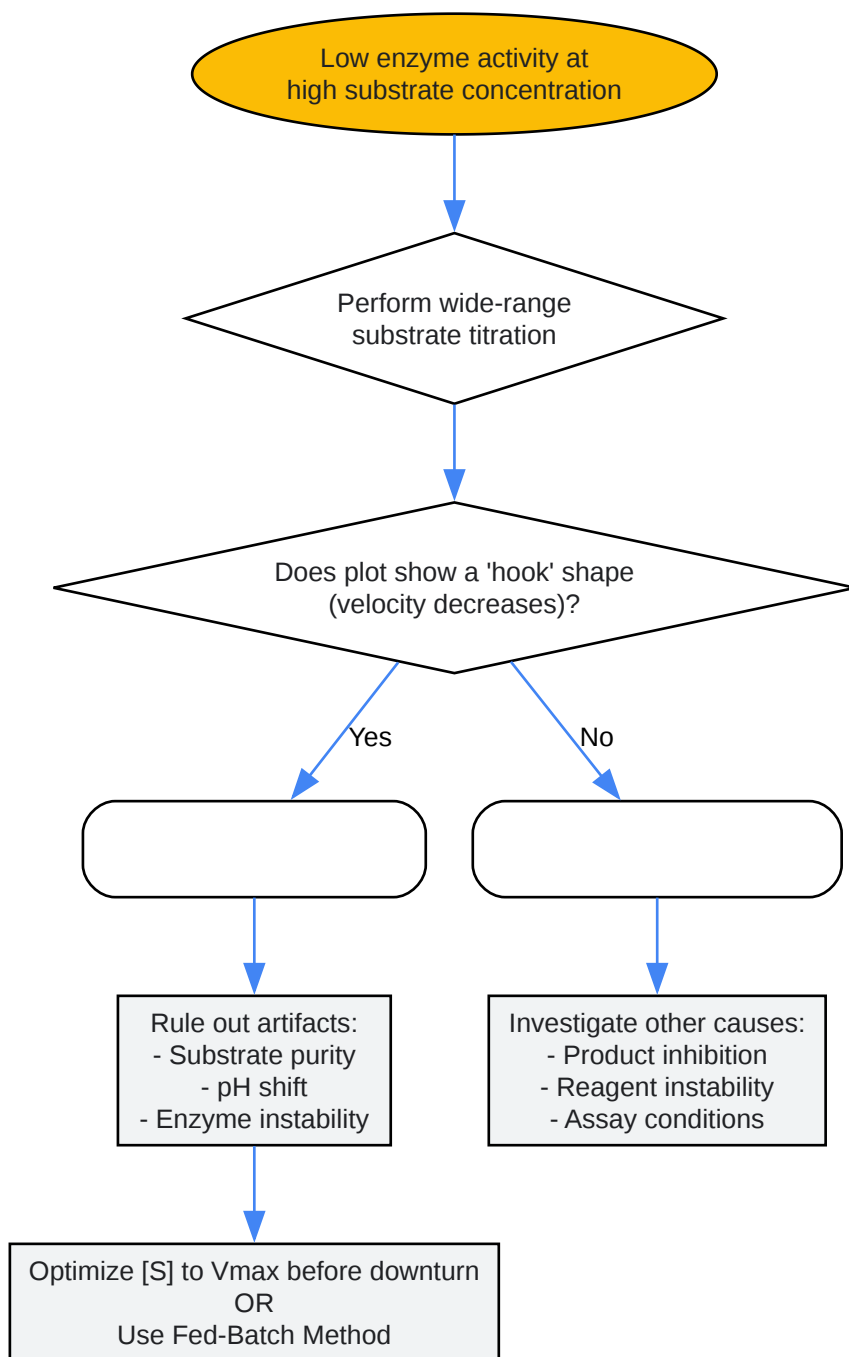 Low enzyme activity at
high substrate concentration
Perform wide-range
substrate titration
Does plot show a 'hook' shape
(velocity decreases)?
Yes
No
Rule out artifacts:
- Substrate purity
- pH shift
- Enzyme instability
Investigate other causes:
- Product inhibition
- Reagent instability
- Assay conditions
Optimize [S] to Vmax before downturn
OR
Use Fed-Batch Method